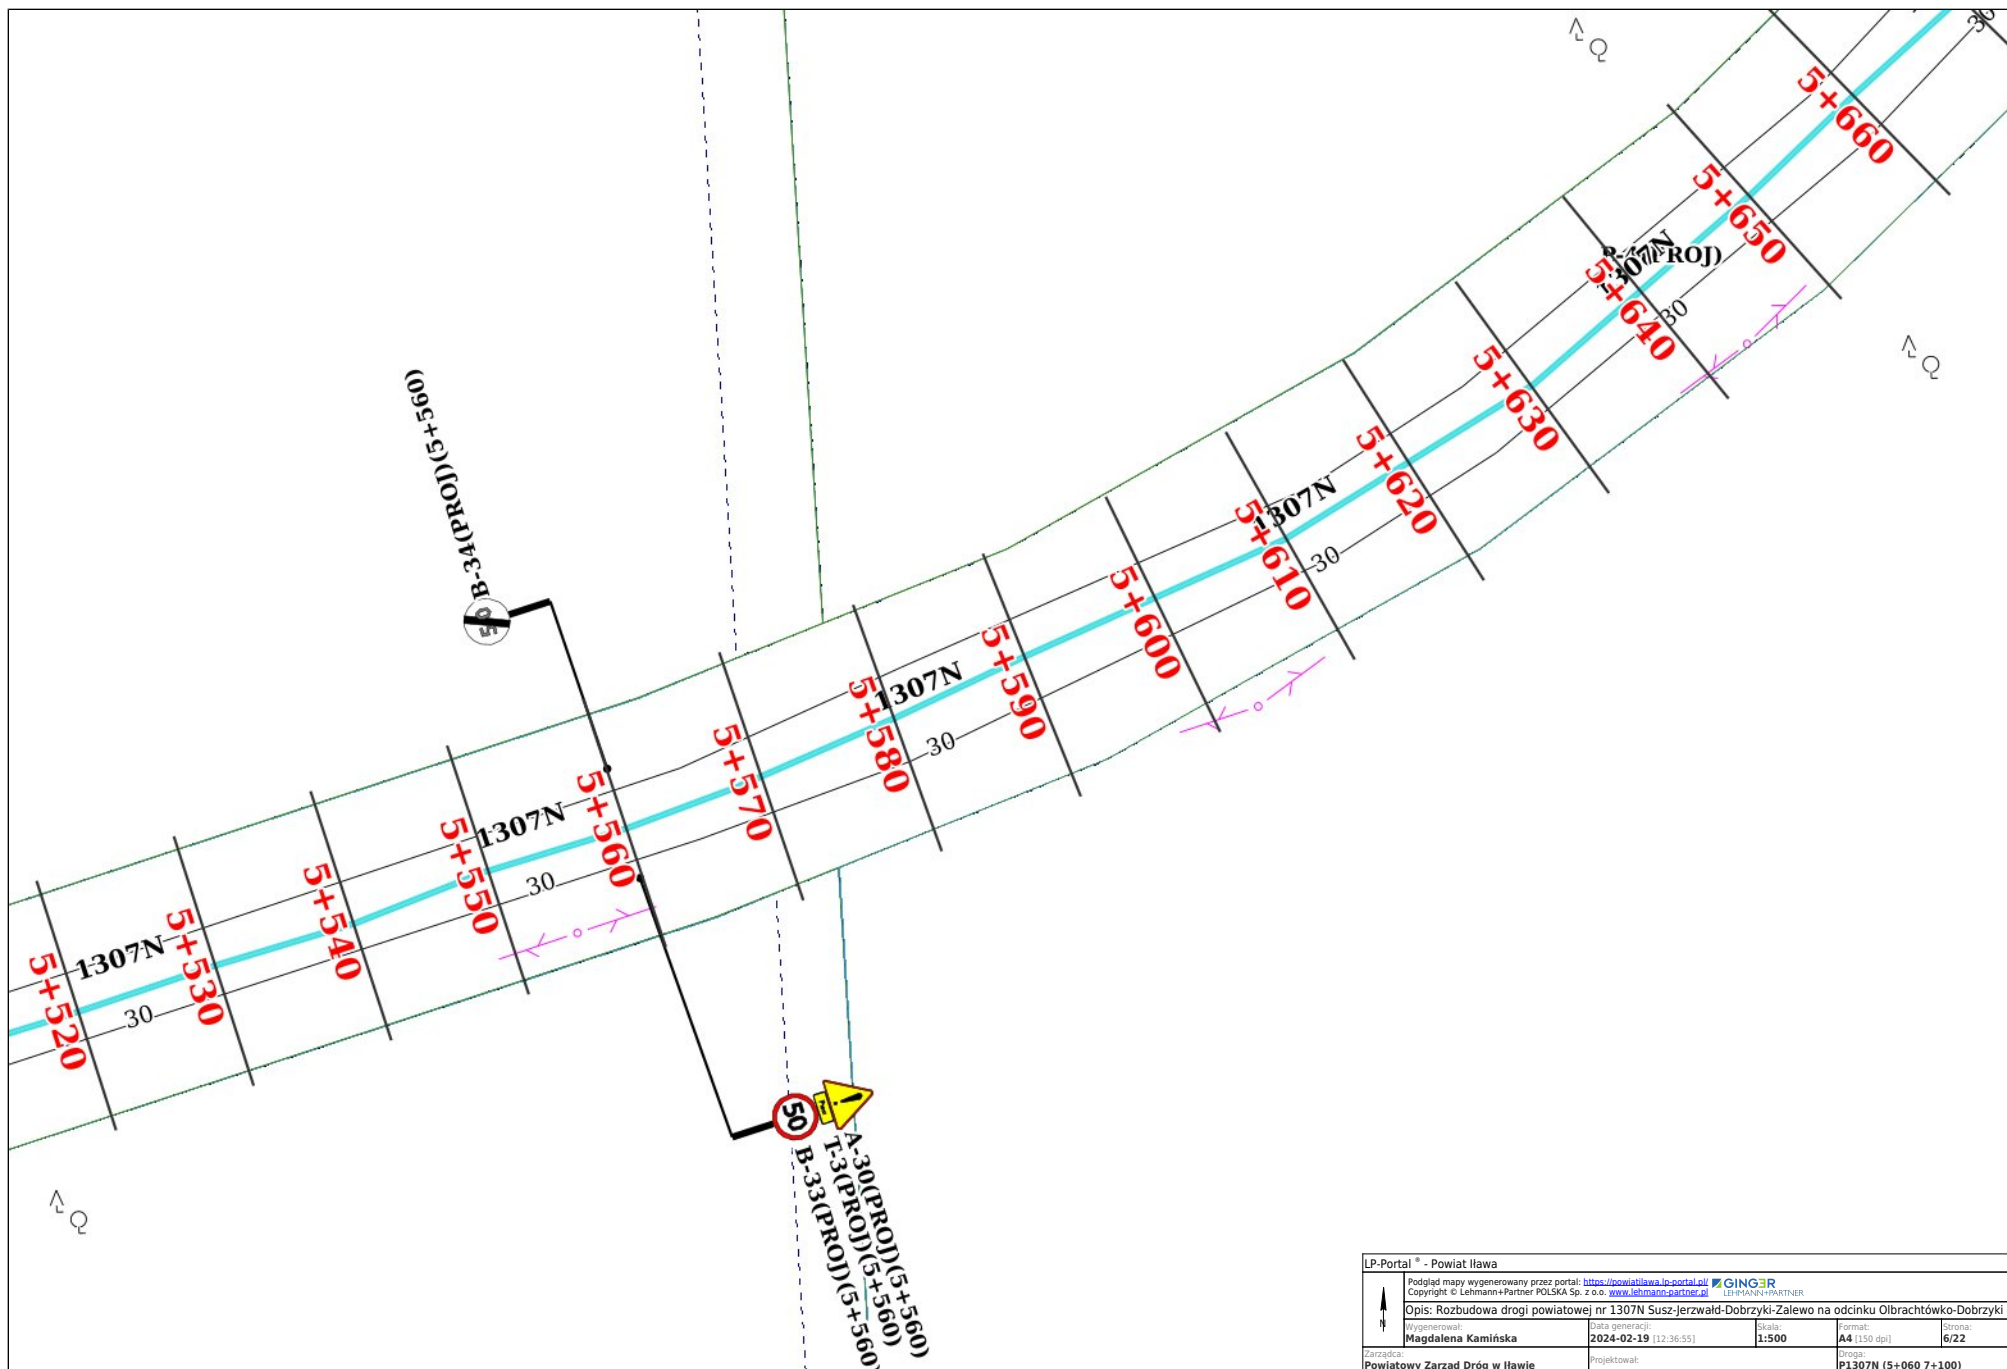 5+660
30
5+650
1307N
(PROJ)
5+640
30
5+630
B-34(PROJ)(5+560)
50
5+620
1307N
5+610
30
5+600
5+590
1307N
5+580
30
5+570
5+560
1307N
5+550
30
5+540
5+530
1307N
5+520
30
50
A-30(PROJ)(5+560)
T-3(PROJ)(5+560)
B-33(PROJ)(5+560)
LP-Portal ® - Powiat Iława
Podgląd mapy wygenerowany przez portal: https://powiatilawa.lp-portal.pl/
Copyright © Lehmann+Partner POLSKA Sp. z o.o. www.lehmann-partner.pl
GINGER
LEHMANN+PARTNER
N
Opis: Rozbudowa drogi powiatowej nr 1307N Susz-Jerzwałd-Dobrzyki-Zalewo na odcinku Olbrachtówko-Dobrzyki
Wygenerował: Data generacji: Skala: Format: Strona:
Magdalena Kamińska 2024-02-19 [12:36:55] 1:500 A4 [150 dpi] 6/22
Zarządca: Projektował: Droga:
Powiatowy Zarząd Dróg w Iławie P1307N (5+060 7+100)